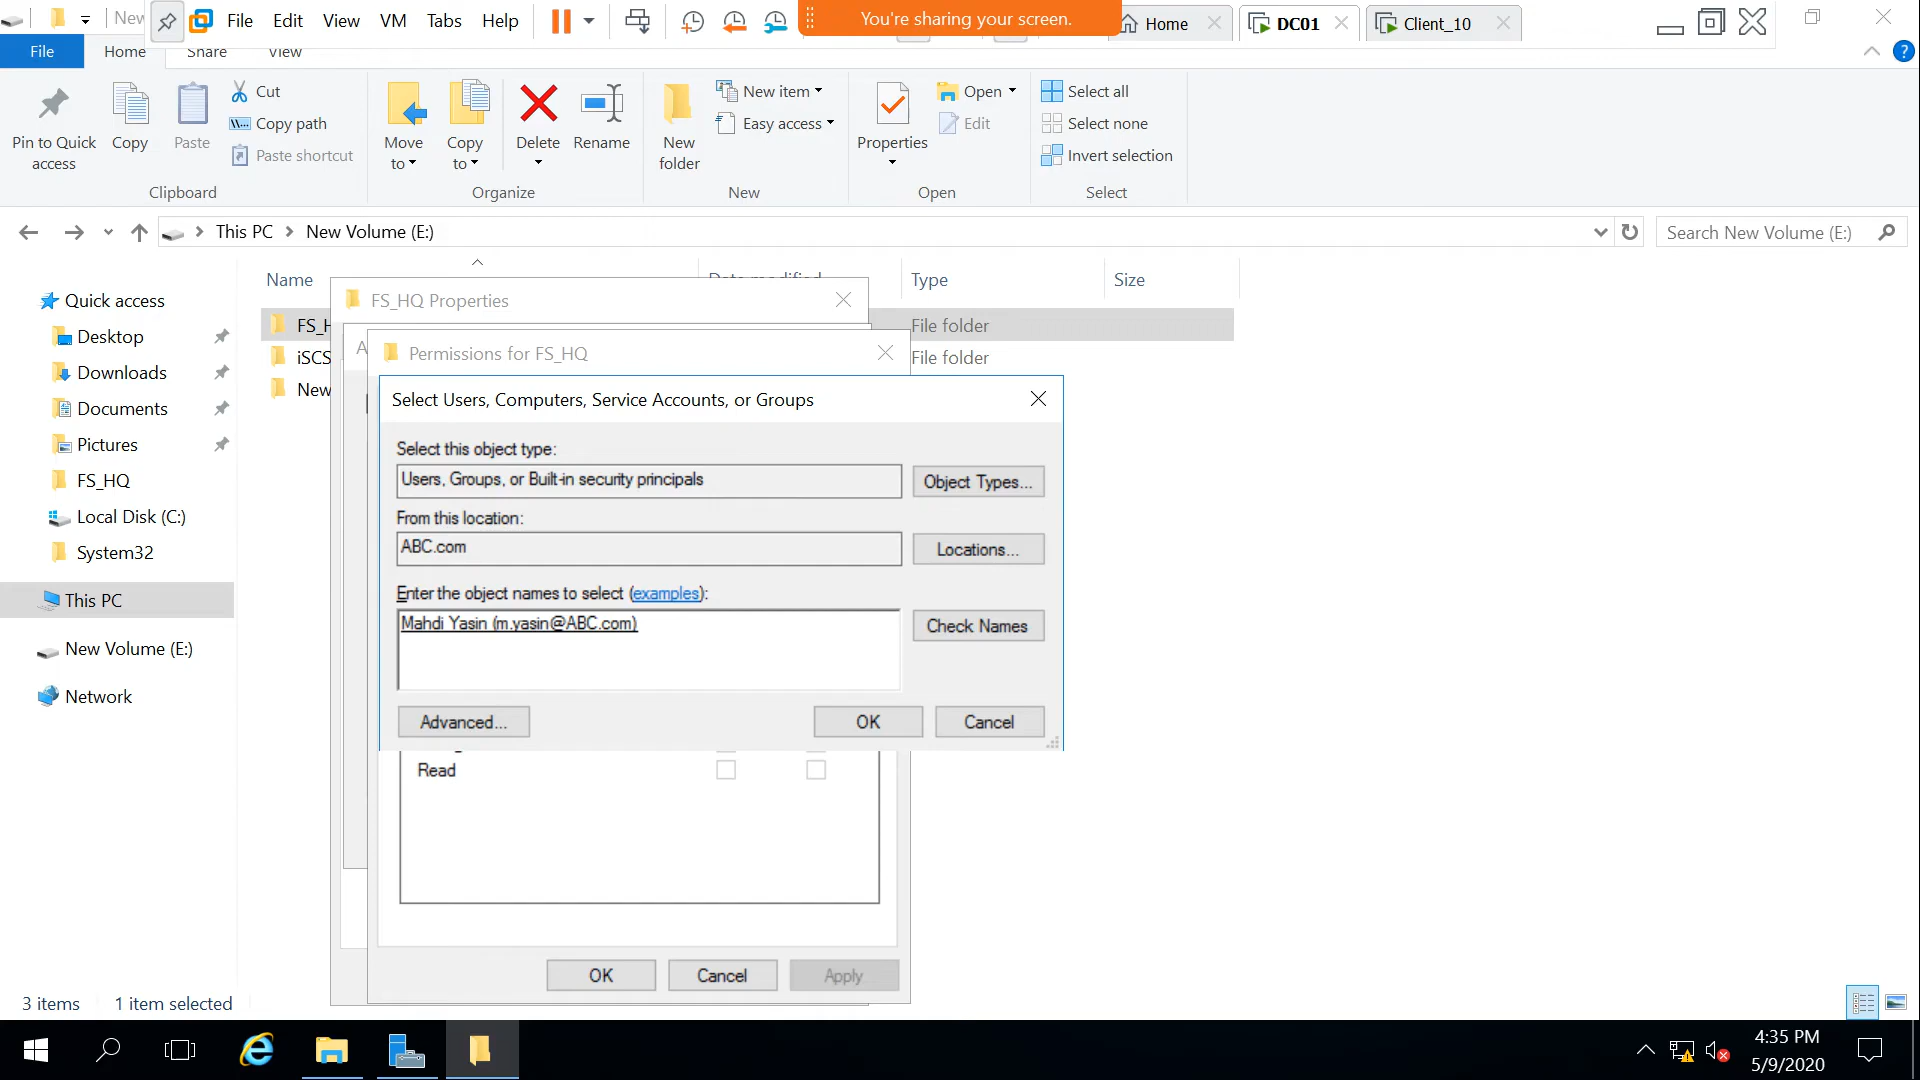 New
File Edit View VM Tabs Help
You're sharing your screen.
Home
DC01
Client_10
File Home Share View
Pin to Quick access
Copy
Paste
Cut
Copy path
Paste shortcut
Clipboard
Move to
Copy to
Delete
Rename
Organize
New folder
New item
Easy access
New
Properties
Open
Edit
Open
Select all
Select none
Invert selection
Select
This PC > New Volume (E:)
Search New Volume (E:)
Name
Date modified
Type
Size
Quick access
Desktop
Downloads
Documents
Pictures
FS_HQ
Local Disk (C:)
System32
This PC
New Volume (E:)
Network
FS_H
File folder
iSCS
File folder
New
FS_HQ Properties
A
Permissions for FS_HQ
Select Users, Computers, Service Accounts, or Groups
Select this object type:
Users, Groups, or Built-in security principals
Object Types...
From this location:
ABC.com
Locations...
Enter the object names to select (examples):
Mahdi Yasin (m.yasin@ABC.com)
Check Names
Advanced...
OK
Cancel
Read
OK
Cancel
Apply
3 items
1 item selected
4:35 PM
5/9/2020